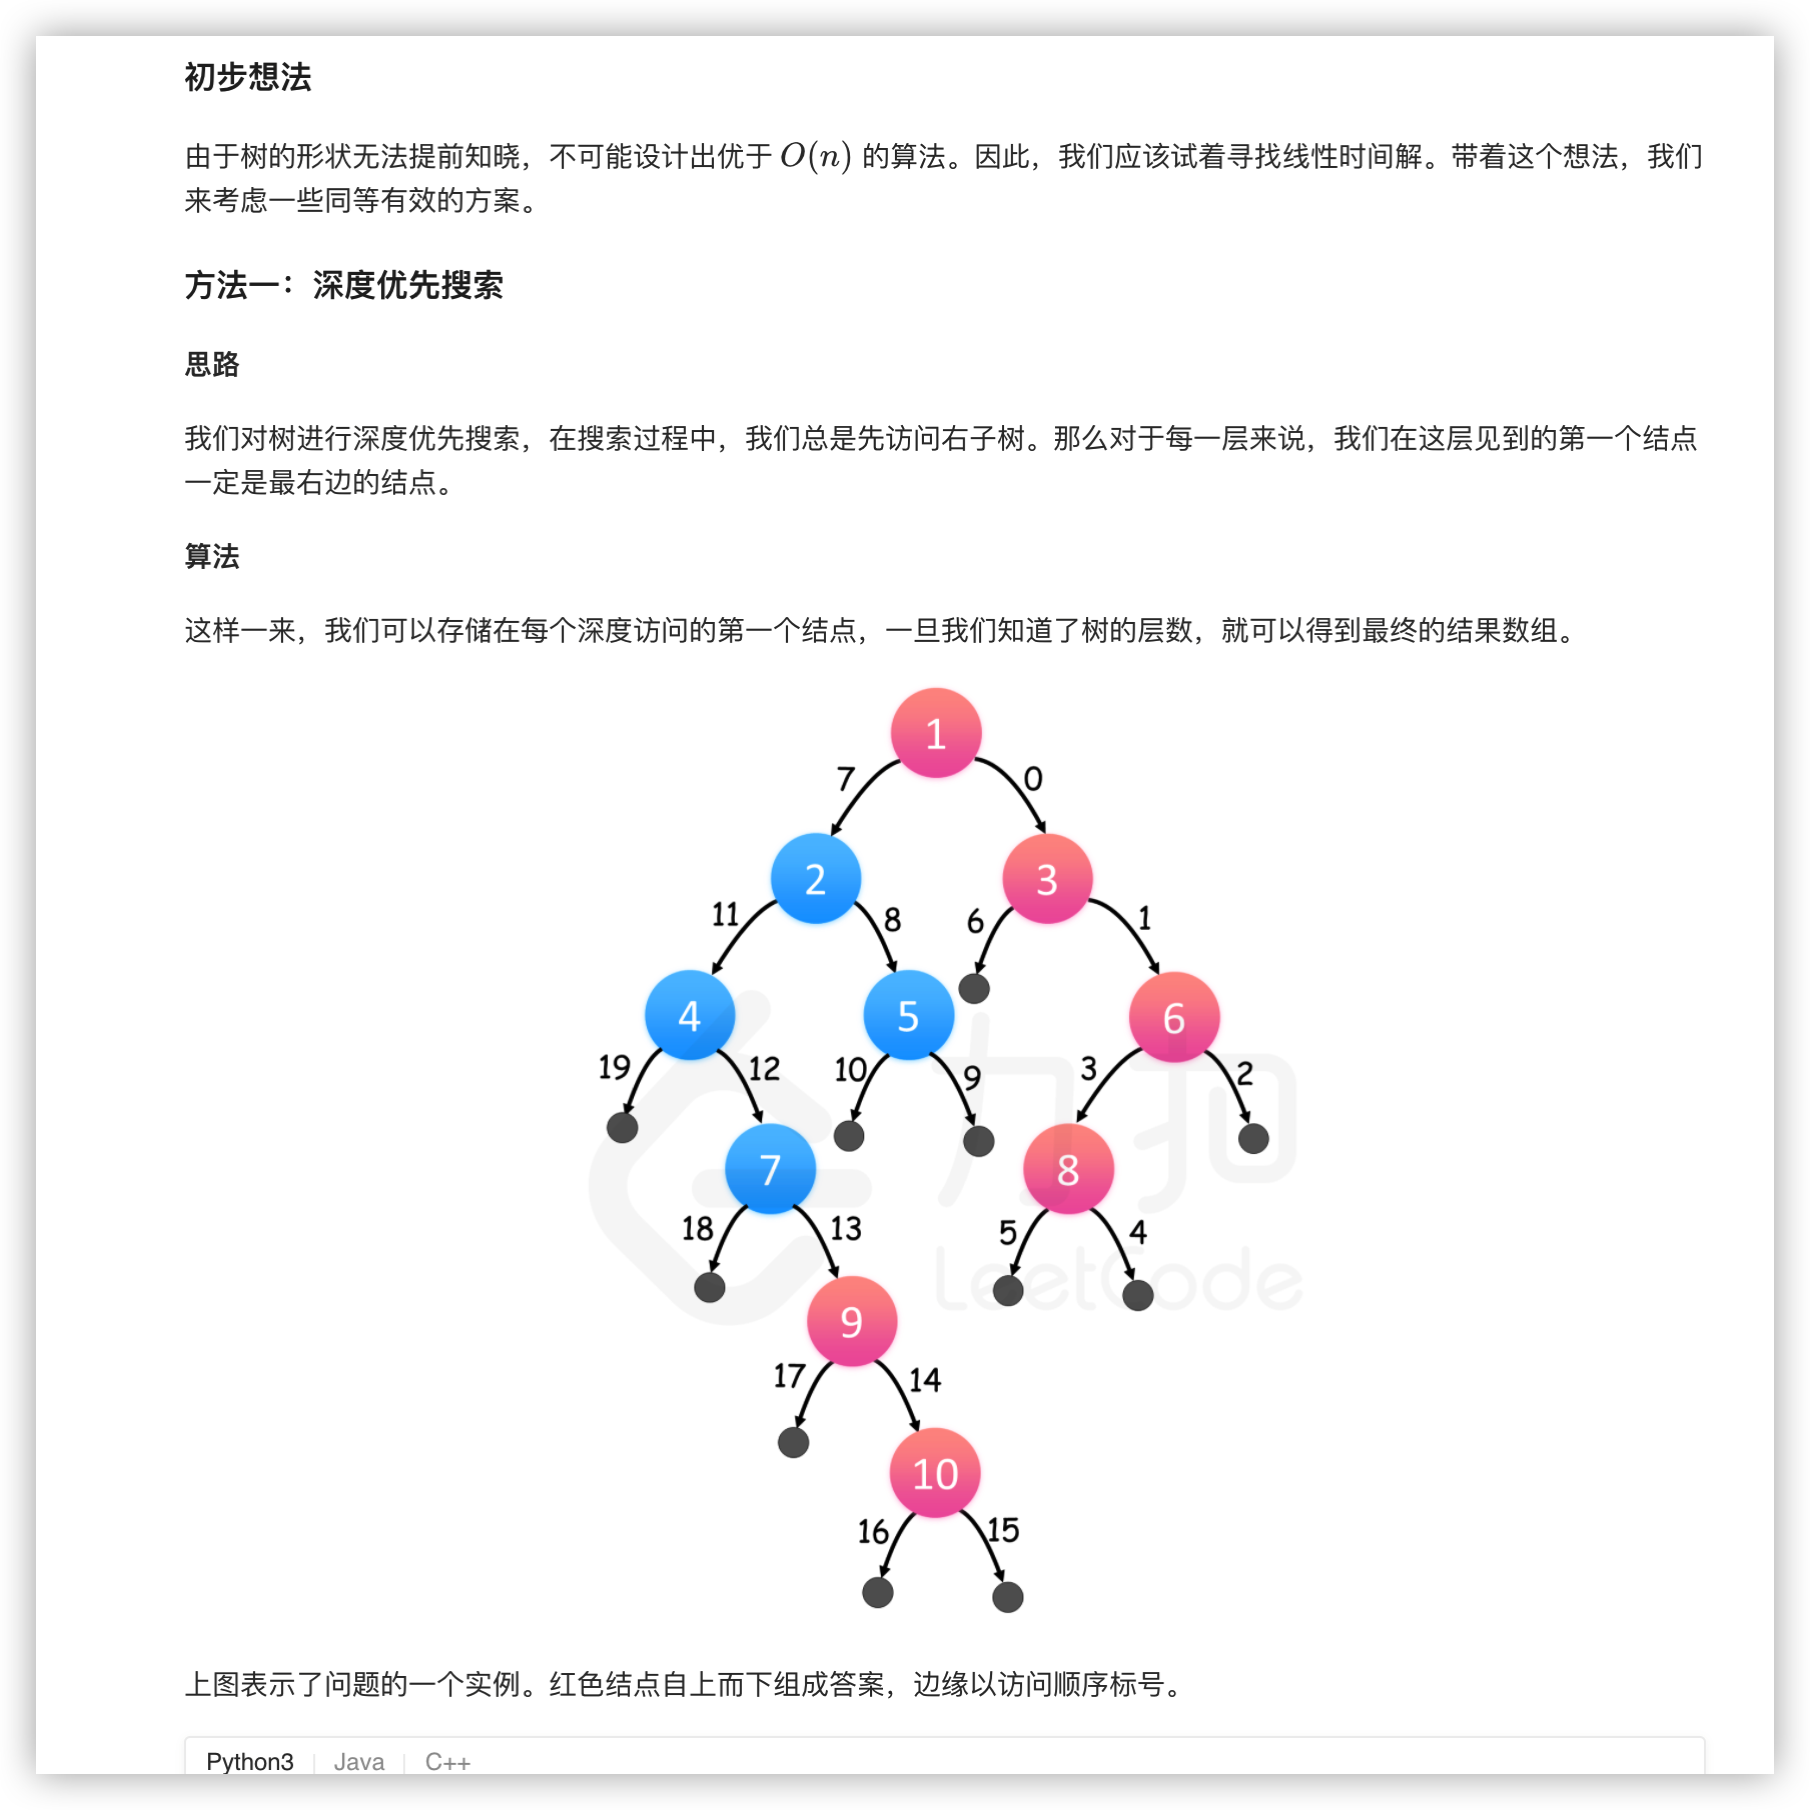 初步想法
由于树的形状无法提前知晓，不可能设计出优于 O(n) 的算法。因此，我们应该试着寻找线性时间解。带着这个想法，我们
来考虑一些同等有效的方案。
方法一：深度优先搜索
思路
我们对树进行深度优先搜索，在搜索过程中，我们总是先访问右子树。那么对于每一层来说，我们在这层见到的第一个结点
一定是最右边的结点。
算法
这样一来，我们可以存储在每个深度访问的第一个结点，一旦我们知道了树的层数，就可以得到最终的结果数组。
1
7 0
2 3
11 8 6 1
4 5 6
19 12 10 9 3 2
力扣
7 8
18 13 5 4
LeetCode
9
17 14
10
16 15
上图表示了问题的一个实例。红色结点自上而下组成答案，边缘以访问顺序标号。
Python3 Java C++